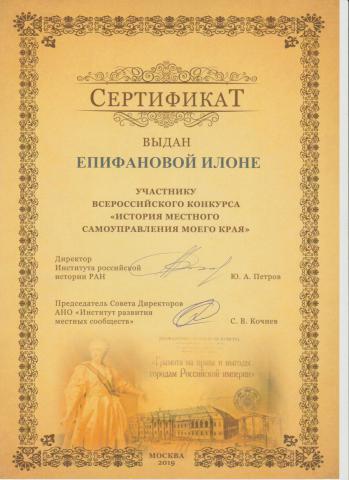 СЕРТИФИКАТ
ВЫДАН
ЕПИФАНОВОЙ ИЛОНЕ
УЧАСТНИКУ
ВСЕРОССИЙСКОГО КОНКУРСА
«ИСТОРИЯ МЕСТНОГО
САМОУПРАВЛЕНИЯ МОЕГО КРАЯ»
Директор
Института российской
истории РАН
Ю. А. Петров
Председатель Совета Директоров
АНО «Институт развития
местных сообществ»
С. В. Кочнев
«Грамота на права и выгоды
городам Российской империи»
МОСКВА
2019